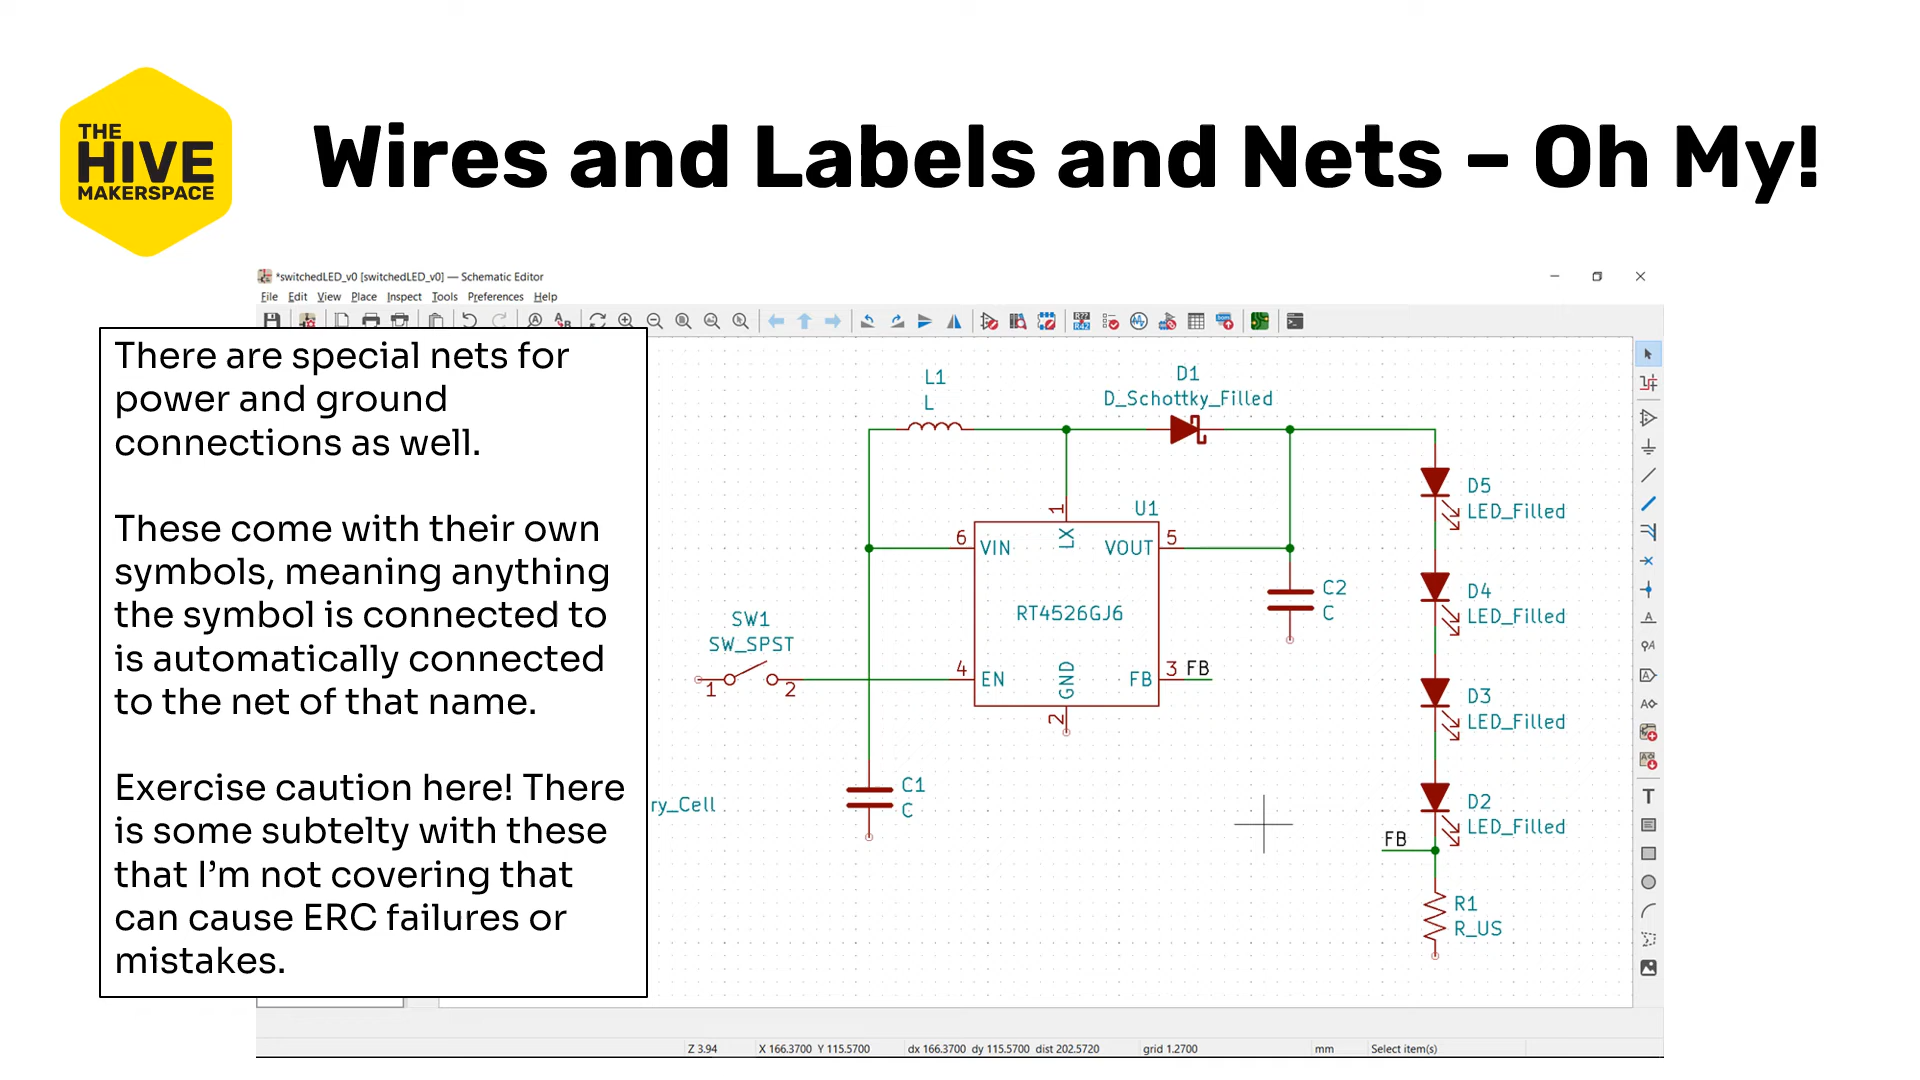 THE
HIVE
MAKERSPACE
Wires and Labels and Nets – Oh My!
*switchedLED_v0 [switchedLED_v0] — Schematic Editor
File Edit View Place Inspect Tools Preferences Help
There are special nets for
power and ground
connections as well.
These come with their own
symbols, meaning anything
the symbol is connected to
is automatically connected
to the net of that name.
Exercise caution here! There
is some subtelty with these
that I’m not covering that
can cause ERC failures or
mistakes.
L1
L
D1
D_Schottky_Filled
U1
1
LX
6
VIN
VOUT
5
RT4526GJ6
4
EN
GND
2
FB
3
FB
SW1
SW_SPST
1
2
C2
C
C1
C
ry_Cell
D5
LED_Filled
D4
LED_Filled
D3
LED_Filled
D2
LED_Filled
FB
R1
R_US
Z 3.94 X 166.3700 Y 115.5700 dx 166.3700 dy 115.5700 dist 202.5720 grid 1.2700 mm Select item(s)